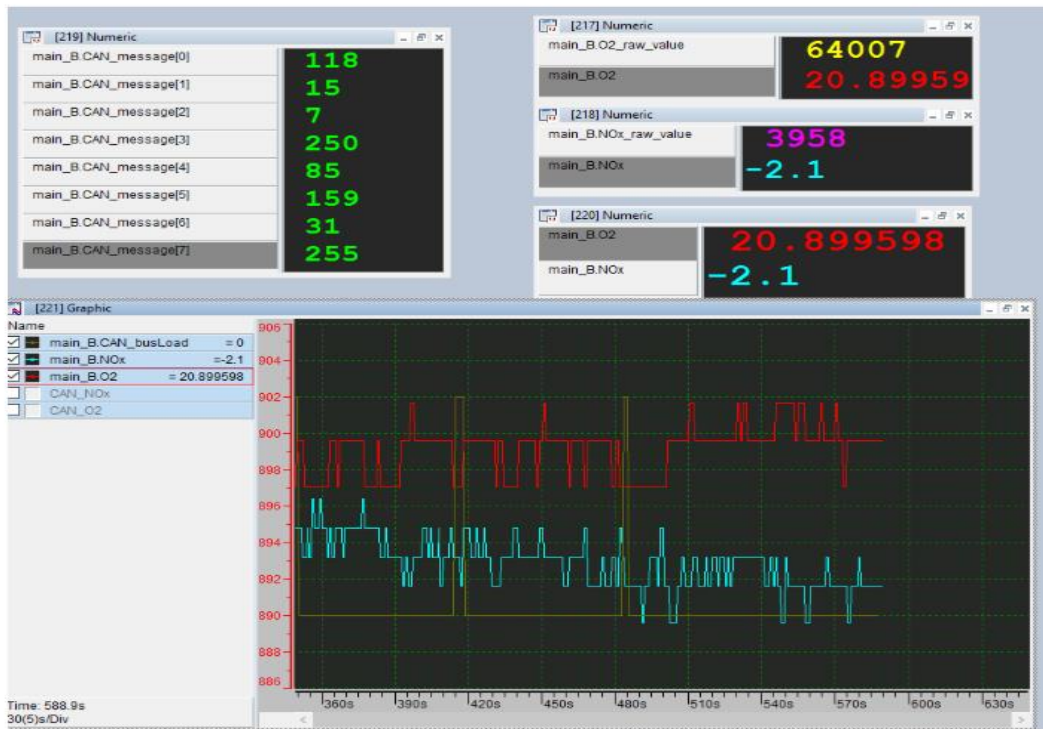 [219] Numeric
main_B.CAN_message[0] 118
main_B.CAN_message[1] 15
main_B.CAN_message[2] 7
main_B.CAN_message[3] 250
main_B.CAN_message[4] 85
main_B.CAN_message[5] 159
main_B.CAN_message[6] 31
main_B.CAN_message[7] 255
[217] Numeric
main_B.O2_raw_value 64007
main_B.O2 20.89959
[218] Numeric
main_B.NOx_raw_value 3958
main_B.NOx -2.1
[220] Numeric
main_B.O2 20.899598
main_B.NOx -2.1
[221] Graphic
Name
main_B.CAN_busLoad = 0
main_B.NOx =-2.1
main_B.O2 = 20.899598
CAN_NOx
CAN_O2
906
904
902
900
898
896
894
892
890
888
886
360s 390s 420s 450s 480s 510s 540s 570s 600s 630s
Time: 588.9s
30(5)s/Div